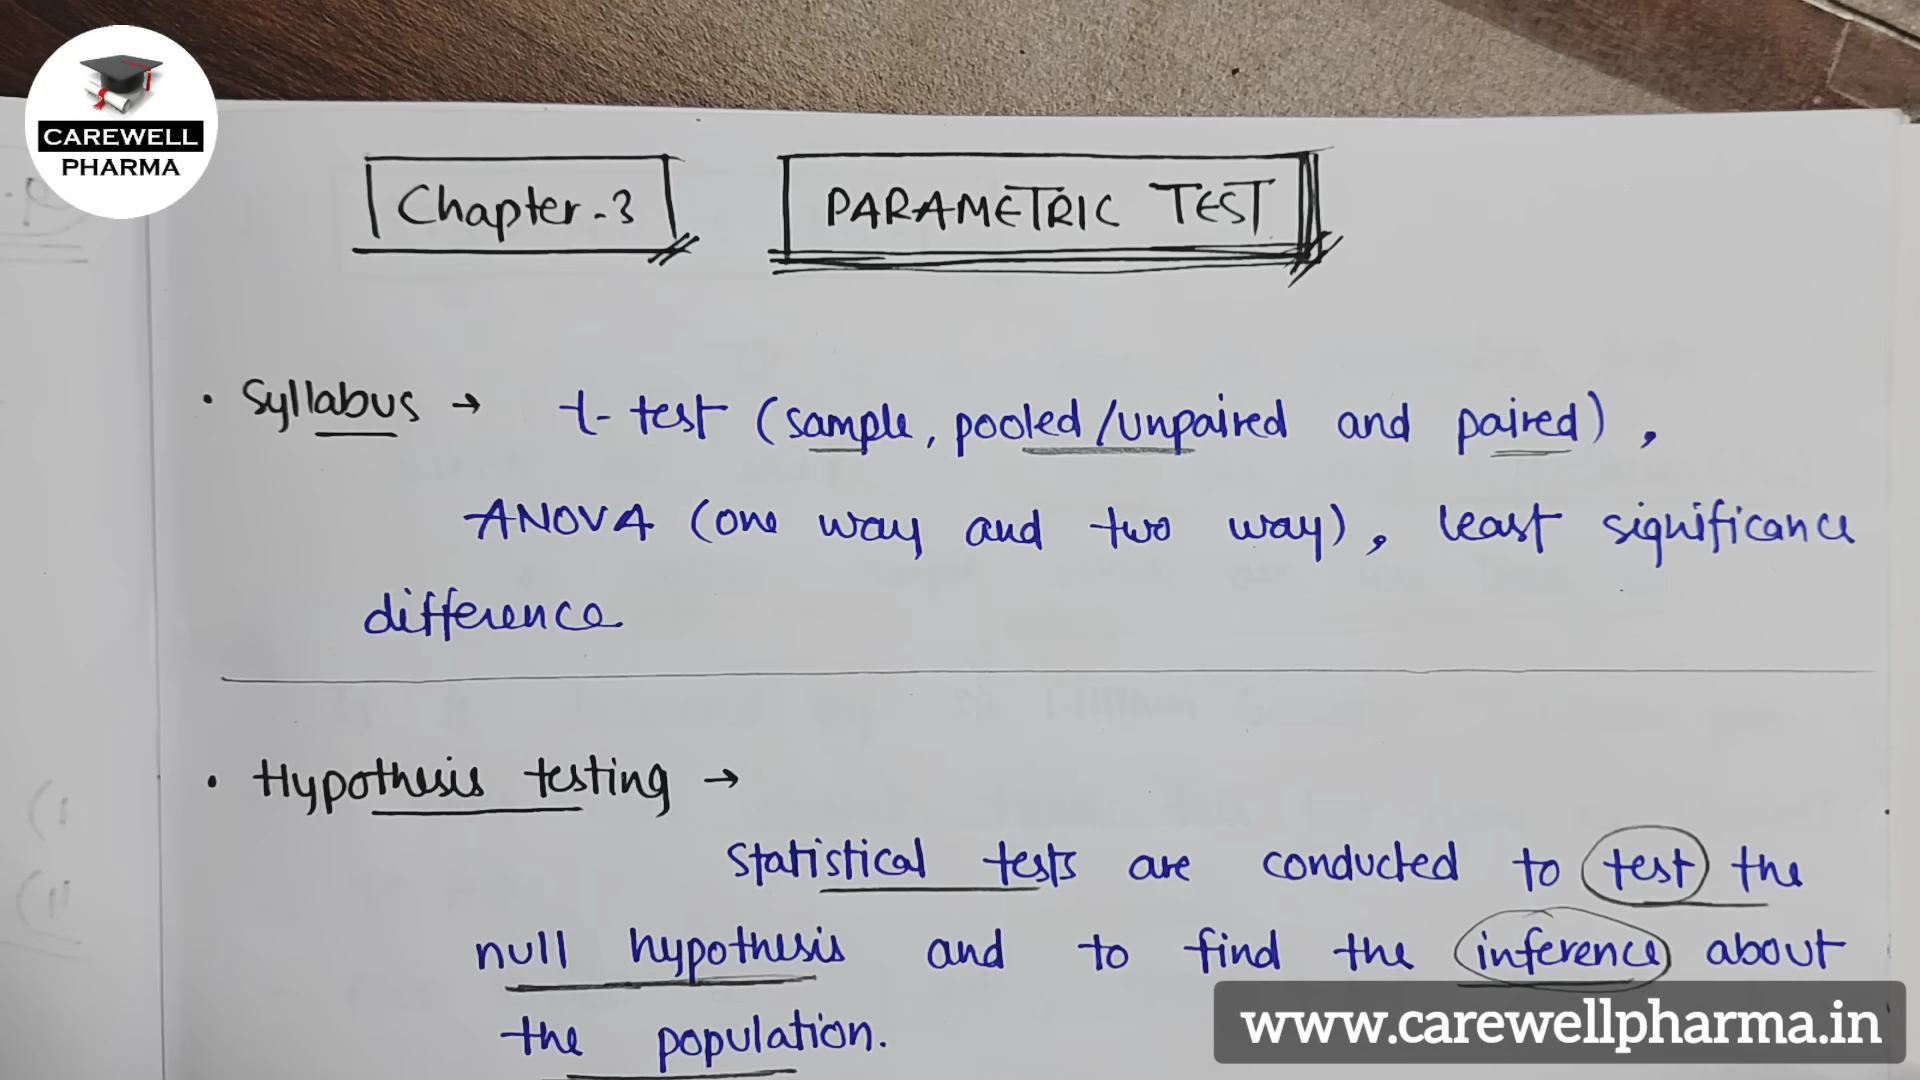 CAREWELL
PHARMA
Chapter-3
PARAMETRIC TEST
• Syllabus → t-test (sample, pooled/unpaired and paired),
ANOVA (one way and two way), least significance
difference
• Hypothesis testing →
Statistical tests are conducted to test the
null hypothesis and to find the inference about
the population.
www.carewellpharma.in